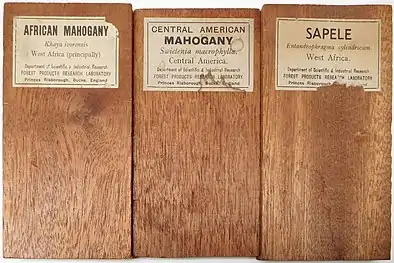 AFRICAN MAHOGANY
Khaya ivorensis
West Africa (principally)
Department of Scientific & Industrial Research
FOREST PRODUCTS RESEARCH LABORATORY
Princes Risborough, Bucks, England
CENTRAL AMERICAN
MAHOGANY
Swietenia macrophylla
Central America.
Department of Scientific & Industrial Research
FOREST PRODUCTS RESEARCH LABORATORY
Princes Risborough, Bucks, England
SAPELE
Entandrophragma cylindricum
West Africa.
Department of Scientific & Industrial Research
FOREST PRODUCTS RESEARCH LABORATORY
Princes Risborough, Bucks, England